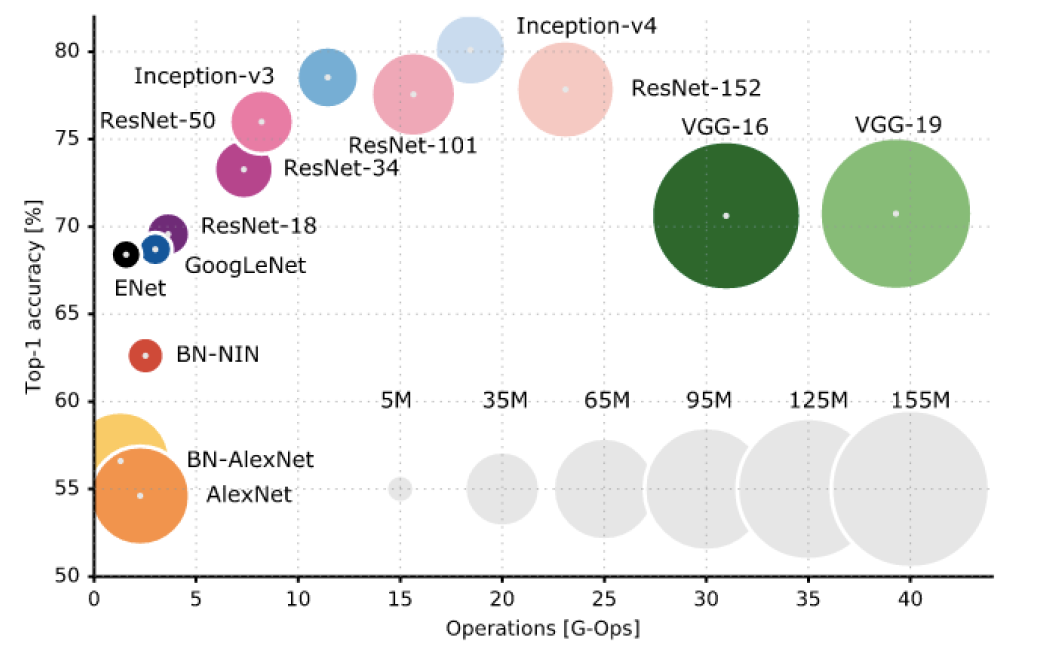 Inception-v4
80
Inception-v3
ResNet-152
ResNet-50
VGG-16
VGG-19
75
ResNet-101
ResNet-34
Top-1 accuracy [%]
70
ResNet-18
GoogLeNet
ENet
65
BN-NIN
60
5M 35M 65M 95M 125M 155M
BN-AlexNet
55
AlexNet
50
0 5 10 15 20 25 30 35 40
Operations [G-Ops]